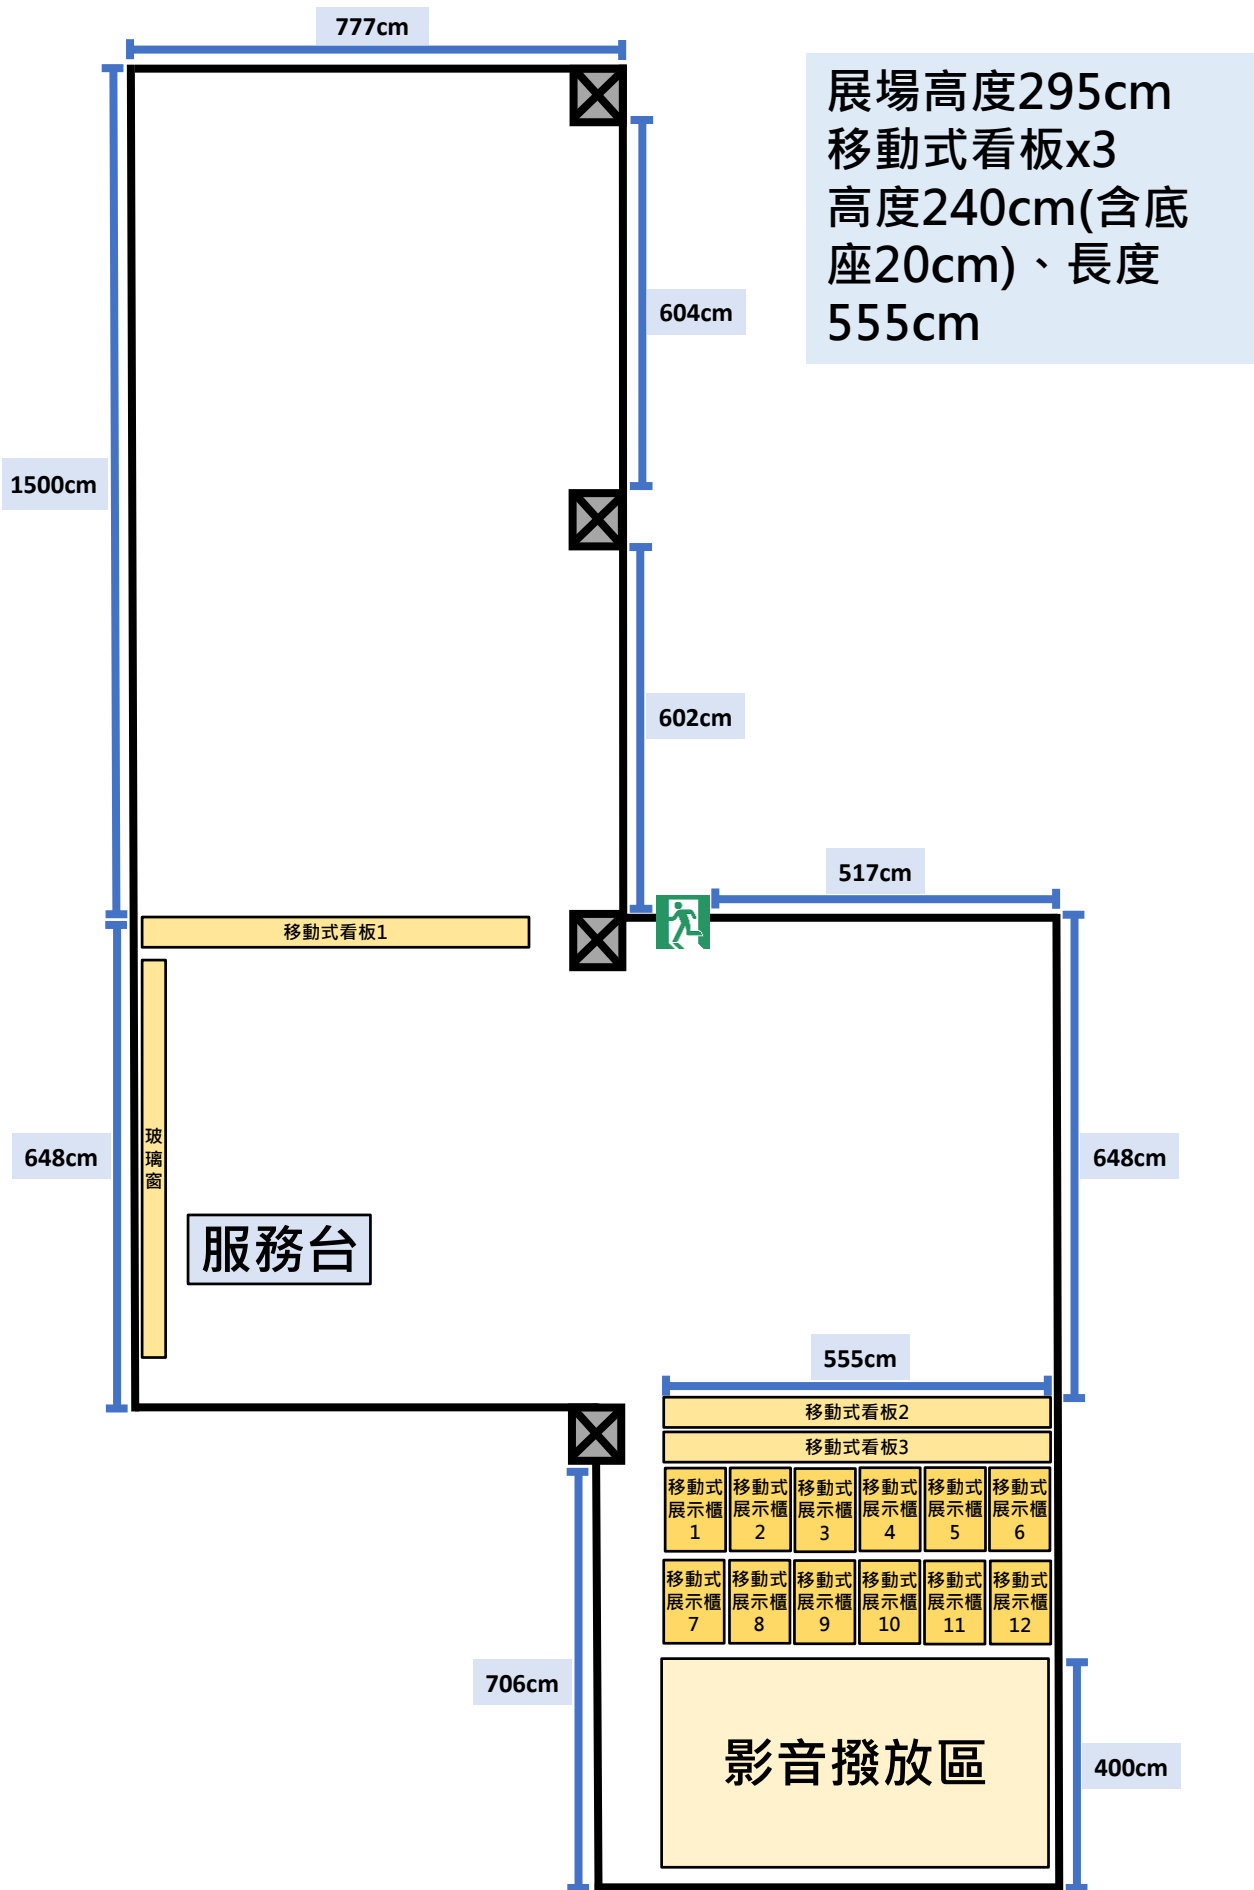 777cm
展場高度295cm
移動式看板x3
高度240cm(含底
座20cm)、長度
555cm
604cm
1500cm
602cm
517cm
移動式看板1
玻
璃
窗
648cm
648cm
服務台
555cm
移動式看板2
移動式看板3
移動式
展示櫃
1
移動式
展示櫃
2
移動式
展示櫃
3
移動式
展示櫃
4
移動式
展示櫃
5
移動式
展示櫃
6
移動式
展示櫃
7
移動式
展示櫃
8
移動式
展示櫃
9
移動式
展示櫃
10
移動式
展示櫃
11
移動式
展示櫃
12
706cm
影音撥放區
400cm